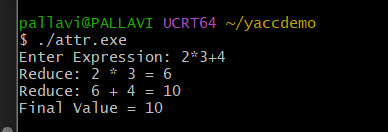 pallavi@PALLAVI UCRT64 ~/yaccdemo
$ ./attr.exe
Enter Expression: 2*3+4
Reduce: 2 * 3 = 6
Reduce: 6 + 4 = 10
Final Value = 10